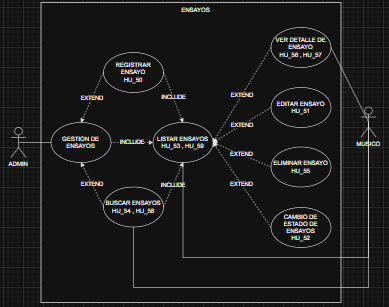 ENSAYOS
REGISTRAR
ENSAYO
HU_50
VER DETALLE DE
ENSAYO
HU_56 , HU_57
EXTEND
INCLUDE
EXTEND
EDITAR ENSAYO
HU_51
EXTEND
ADMIN
GESTION DE
ENSAYOS
INCLUDE
LISTAR ENSAYOS
HU_53 , HU_59
MUSICO
EXTEND
ELIMINAR ENSAYO
HU_55
EXTEND
INCLUDE
EXTEND
BUSCAR ENSAYOS
HU_54 , HU_58
CAMBIO DE
ESTADO DE
ENSAYOS
HU_52